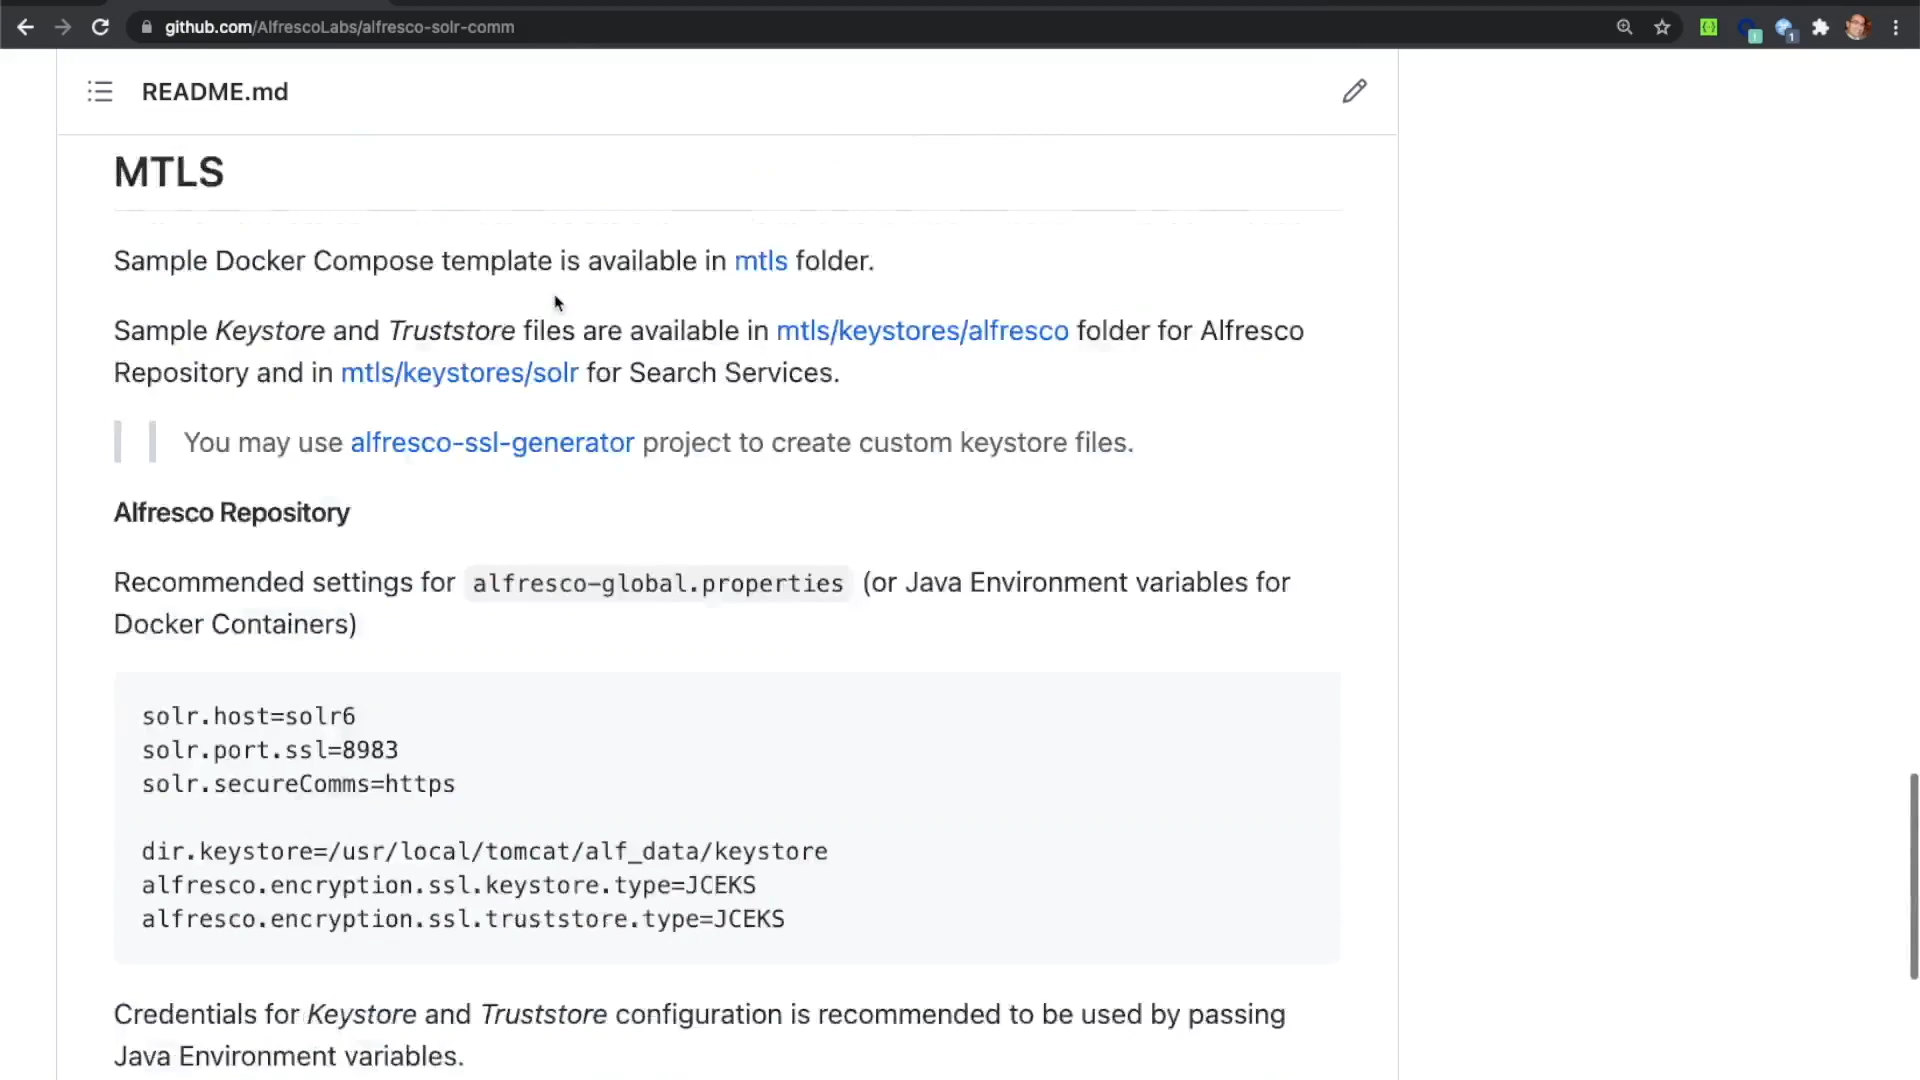 github.com/AlfrescoLabs/alfresco-solr-comm
1
1
README.md
MTLS
Sample Docker Compose template is available in mtls folder.
Sample Keystore and Truststore files are available in mtls/keystores/alfresco folder for Alfresco
Repository and in mtls/keystores/solr for Search Services.
You may use alfresco-ssl-generator project to create custom keystore files.
Alfresco Repository
Recommended settings for alfresco-global.properties (or Java Environment variables for
Docker Containers)
solr.host=solr6
solr.port.ssl=8983
solr.secureComms=https
dir.keystore=/usr/local/tomcat/alf_data/keystore
alfresco.encryption.ssl.keystore.type=JCEKS
alfresco.encryption.ssl.truststore.type=JCEKS
Credentials for Keystore and Truststore configuration is recommended to be used by passing
Java Environment variables.